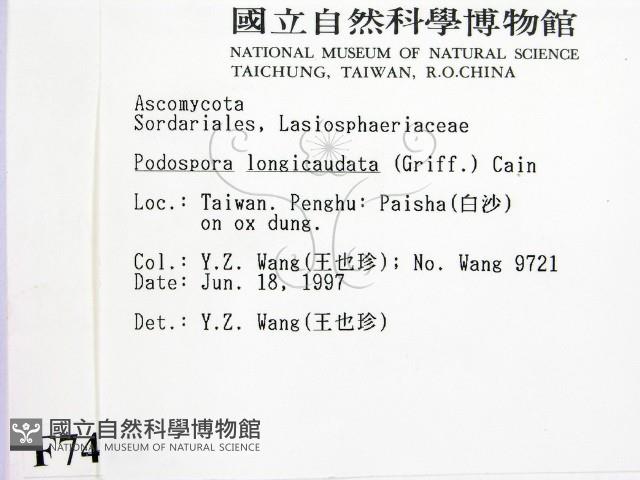 國立自然科學博物館
NATIONAL MUSEUM OF NATURAL SCIENCE
TAICHUNG, TAIWAN, R.O.CHINA
Ascomycota
Sordariales, Lasiosphaeriaceae
Podospora longicaudata (Griff.) Cain
Loc.: Taiwan. Penghu: Paisha(白沙)
on ox dung.
Col.: Y.Z. Wang(王也珍); No. Wang 9721
Date: Jun. 18, 1997
Det.: Y.Z. Wang(王也珍)
國立自然科學博物館
NATIONAL MUSEUM OF NATURAL SCIENCE
F74